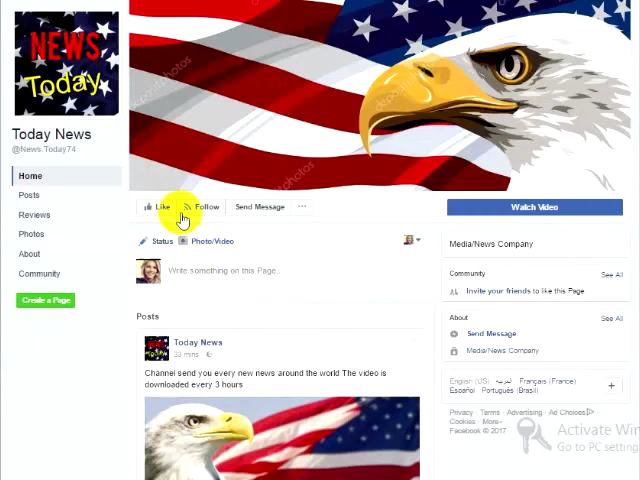 NEWS
Today
depositphotos
depositphotos
depositphotos
Today News
@News.Today74
Home
Posts
Reviews
Photos
About
Community
Create a Page
Like Follow Send Message ...
Watch Video
Status Photo/Video
Write something on this Page..
Posts
Today News
33 mins
Channel send you every new news around the world The video is
downloaded every 3 hours
Media/News Company
Community See All
Invite your friends to like this Page
About See All
Send Message
Media/News Company
English (US) · العربية · Français (France) ·
Español · Português (Brasil)
+
Privacy · Terms · Advertising · Ad Choices
Cookies · More
Facebook © 2017
Activate Win
Go to PC setting